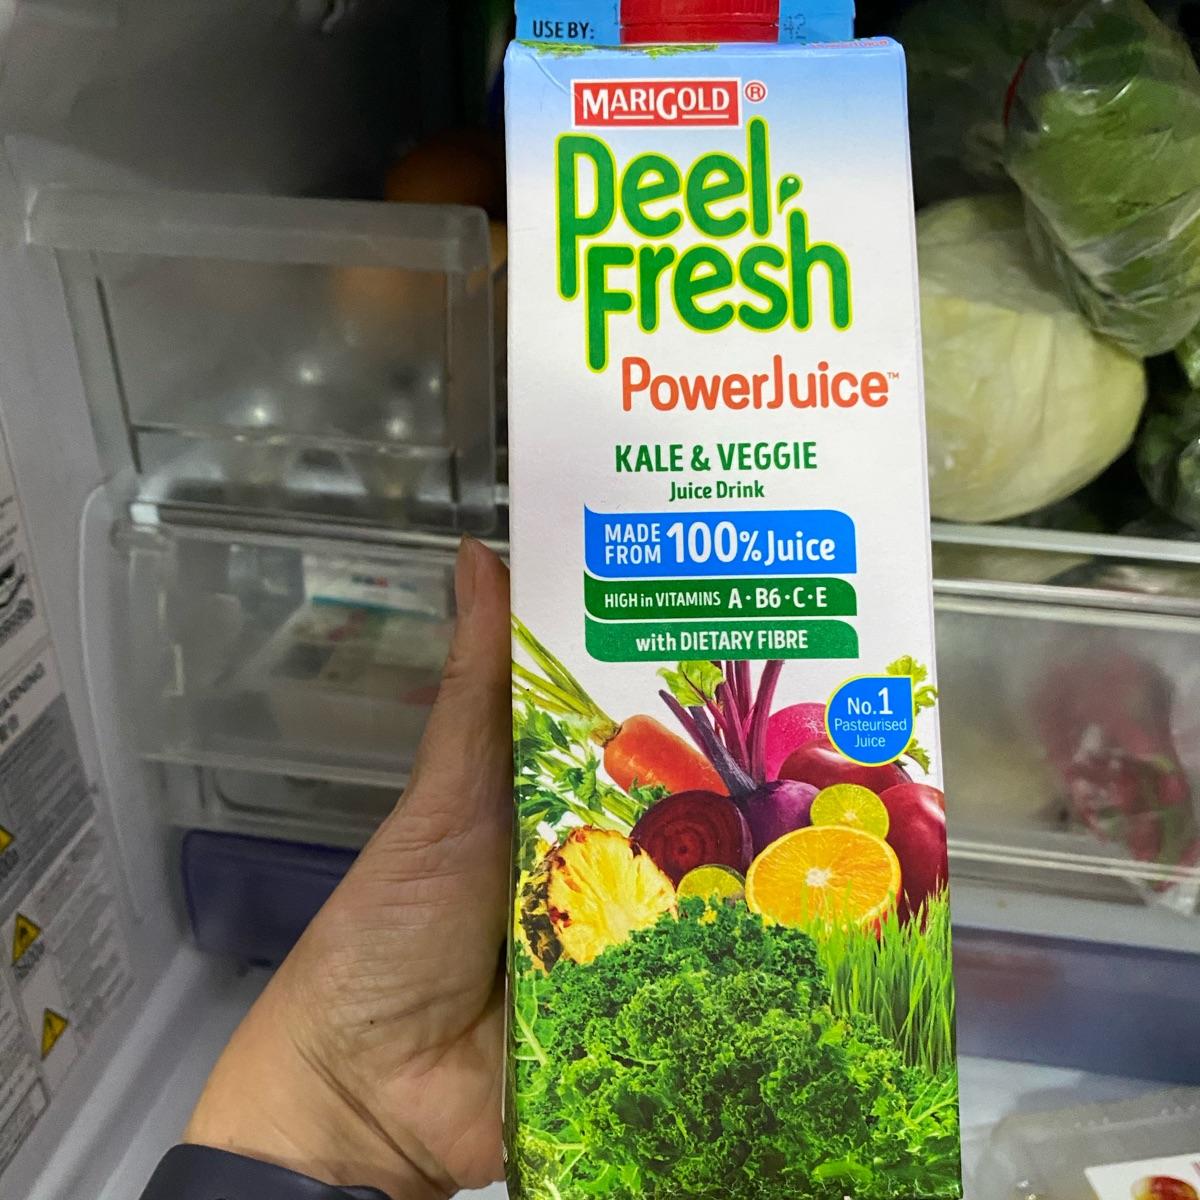 USE BY:
MARIGOLD®
Peel
Fresh
PowerJuice™
KALE & VEGGIE
Juice Drink
MADE FROM 100% Juice
HIGH in VITAMINS A·B6·C·E
with DIETARY FIBRE
No.1
Pasteurised
Juice